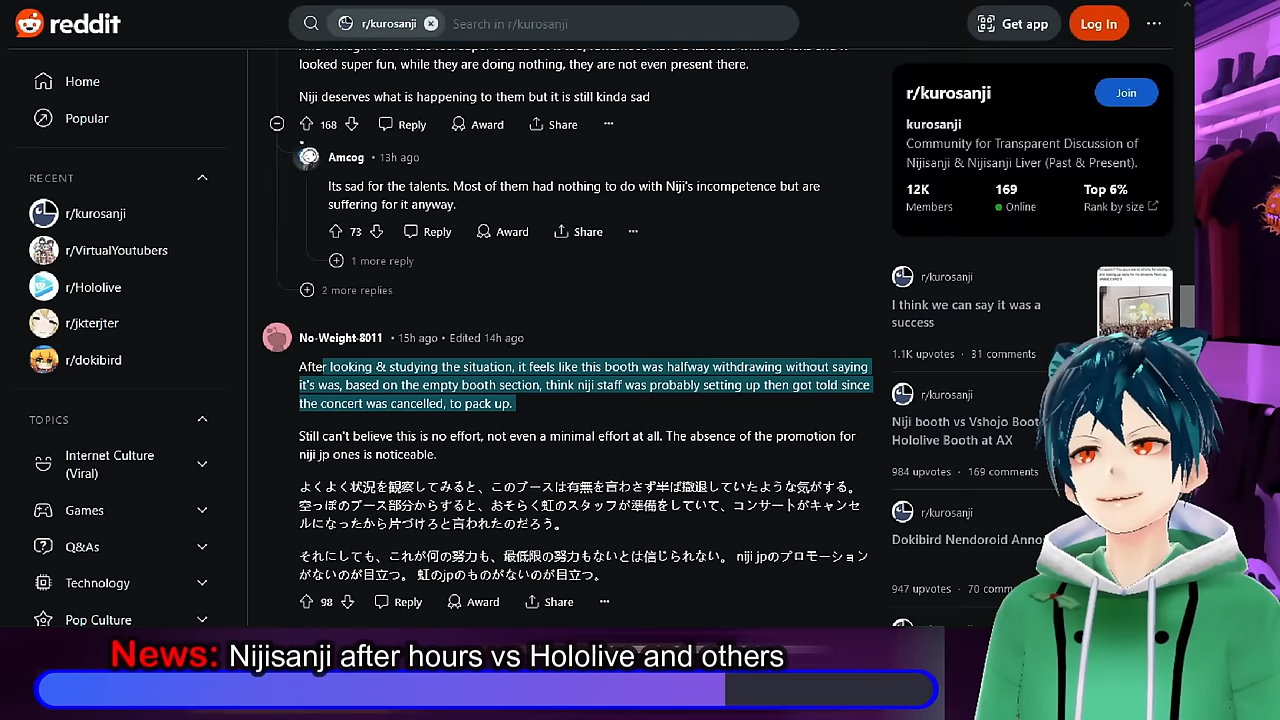 reddit
r/kurosanji
Search in r/kurosanji
Get app
Log In
Home
Popular
RECENT
r/kurosanji
r/VirtualYoutubers
r/Hololive
r/jkterjter
r/dokibird
TOPICS
Internet Culture
(Viral)
Games
Q&As
Technology
Pop Culture
looked super fun, while they are doing nothing, they are not even present there.
Niji deserves what is happening to them but it is still kinda sad
168 Reply Award Share
Amcog • 13h ago
Its sad for the talents. Most of them had nothing to do with Niji's incompetence but are
suffering for it anyway.
73 Reply Award Share
1 more reply
2 more replies
No-Weight-8011 • 15h ago • Edited 14h ago
After looking & studying the situation, it feels like this booth was halfway withdrawing without saying
it's was, based on the empty booth section, think niji staff was probably setting up then got told since
the concert was cancelled, to pack up.
Still can't believe this is no effort, not even a minimal effort at all. The absence of the promotion for
niji jp ones is noticeable.
よくよく状況を観察してみると、このブースは有無を言わさず半ば撤退していたような気がする。
空っぽのブース部分からすると、おそらく虹のスタッフが準備をしていて、コンサートがキャンセ
ルになったから片づけろと言われたのだろう。
それにしても、これが何の努力も、最低限の努力もないとは信じられない。 niji jpのプロモーション
がないのが目立つ。 虹のjpのものがないのが目立つ。
98 Reply Award Share
r/kurosanji
Join
kurosanji
Community for Transparent Discussion of
Nijisanji & Nijisanji Liver (Past & Present).
12K 169 Top 6%
Members Online Rank by size
r/kurosanji
I think we can say it was a
success
1.1K upvotes • 31 comments
r/kurosanji
Niji booth vs Vshojo Boot
Hololive Booth at AX
984 upvotes • 169 comments
r/kurosanji
Dokibird Nendoroid Anno
947 upvotes • 70 comm
News: Nijisanji after hours vs Hololive and others